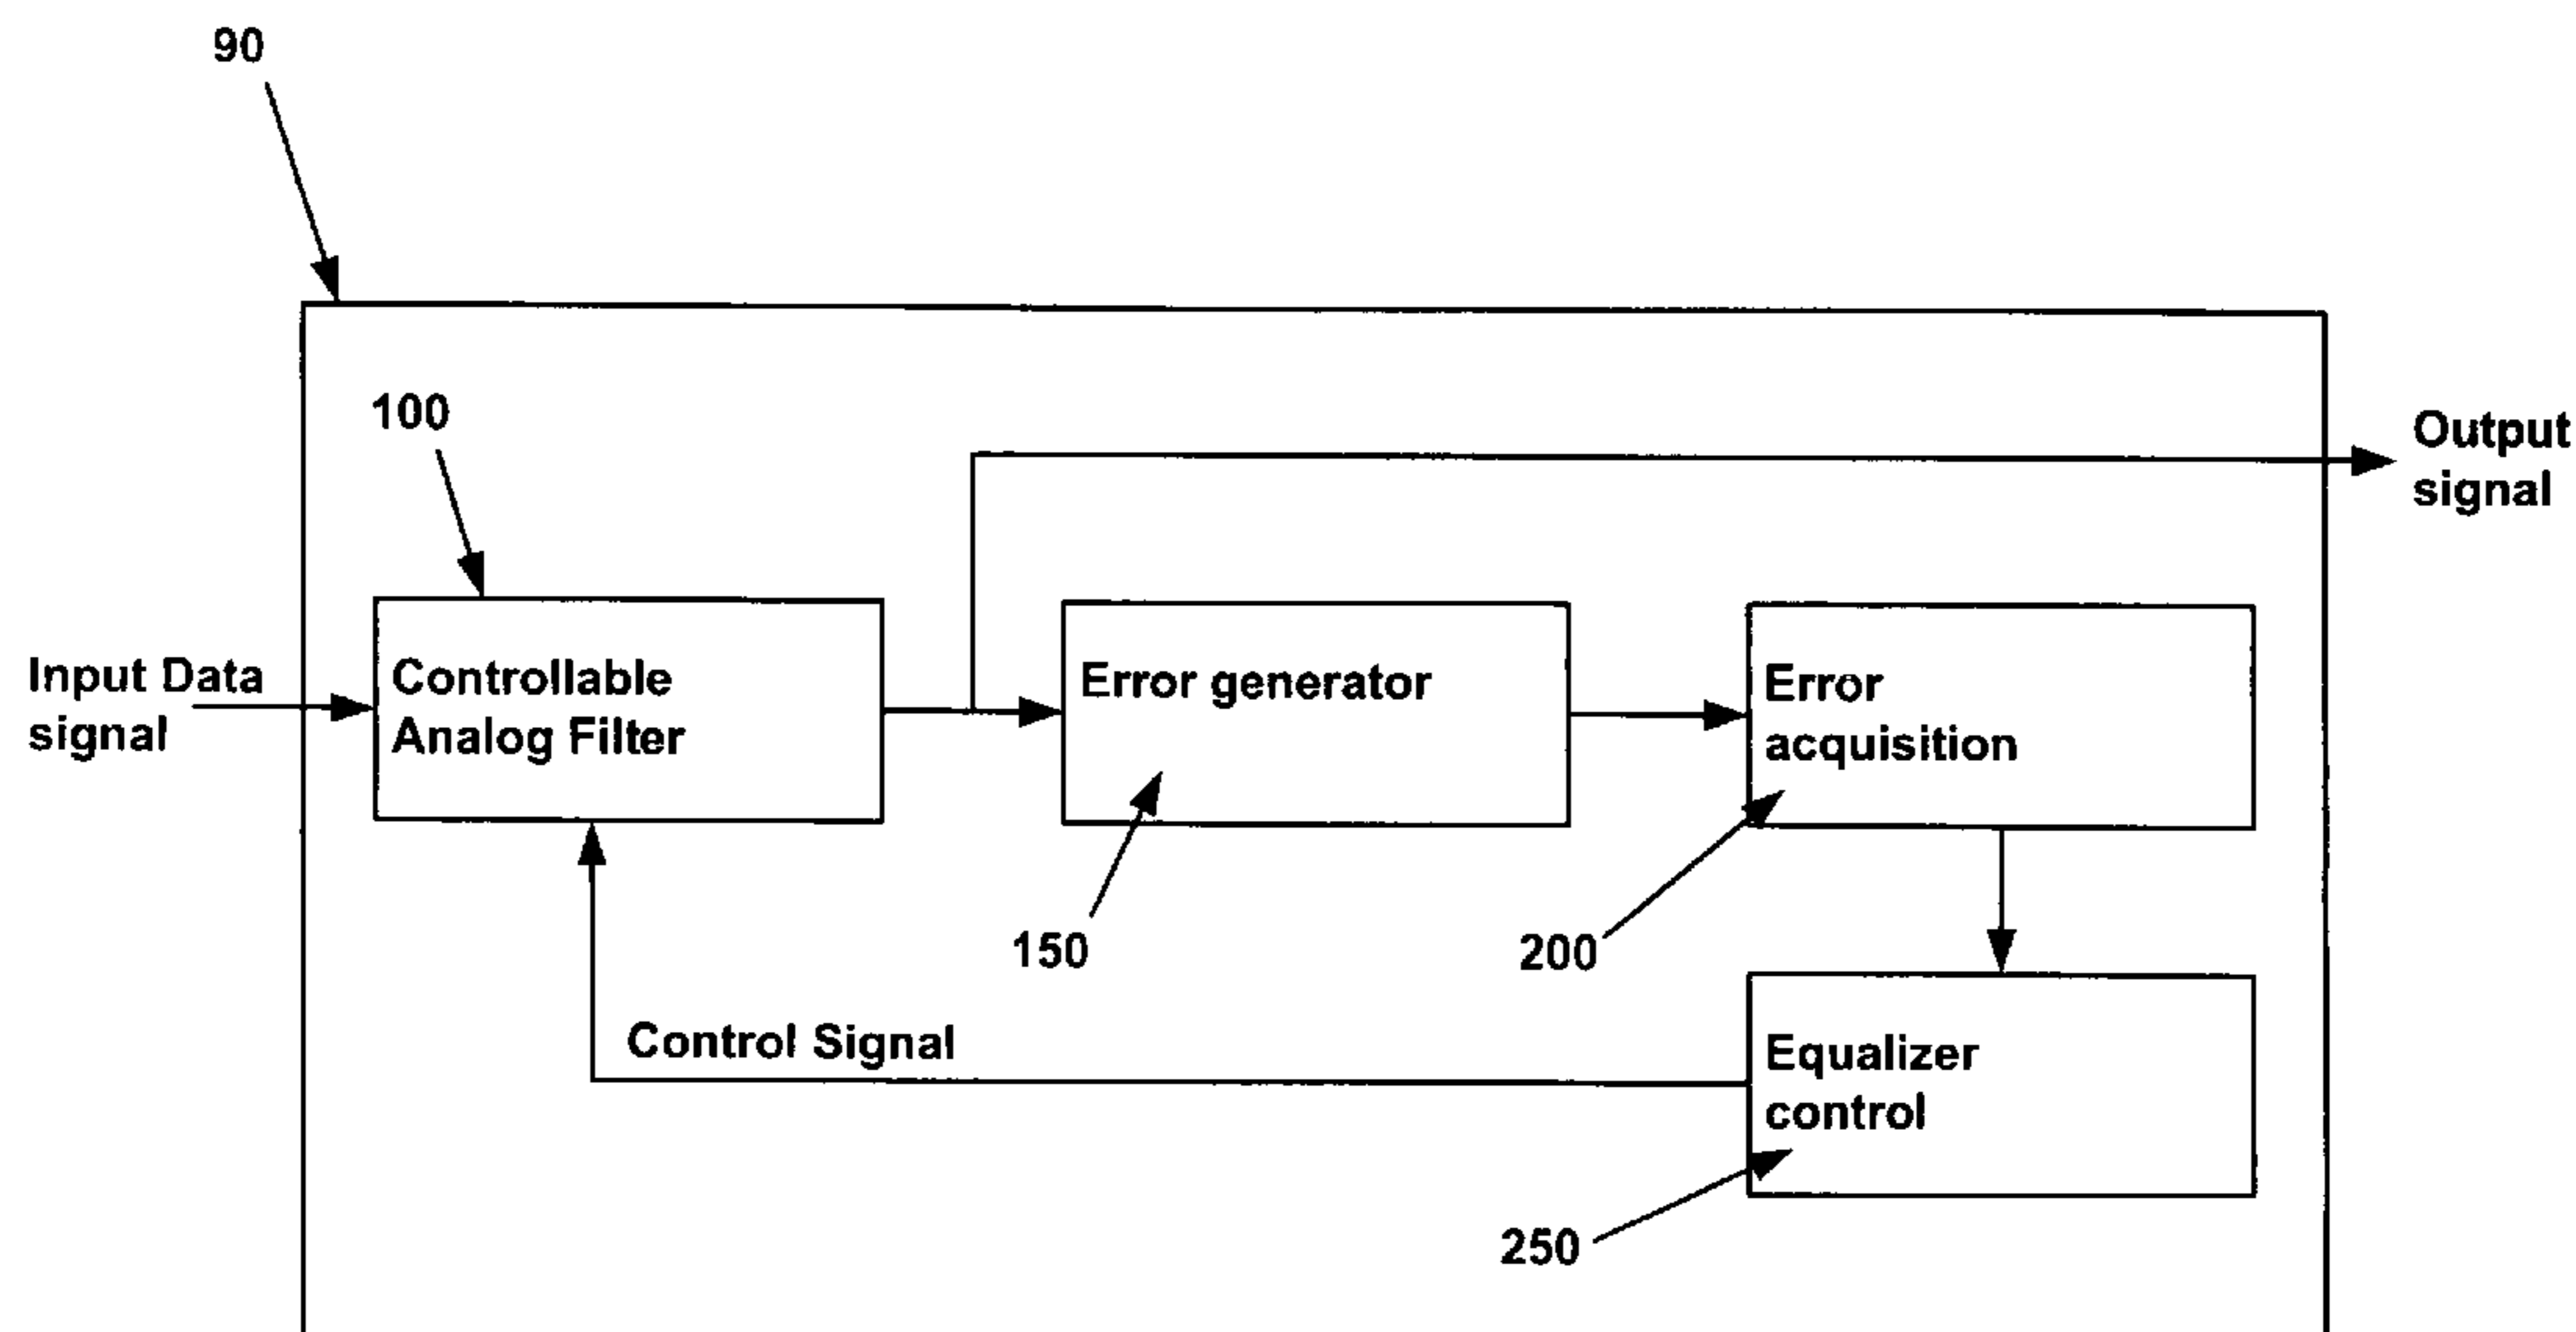 90
100
Output
signal
Input Data
signal
Controllable
Analog Filter
Error generator
Error
acquisition
150
200
Control Signal
Equalizer
control
250